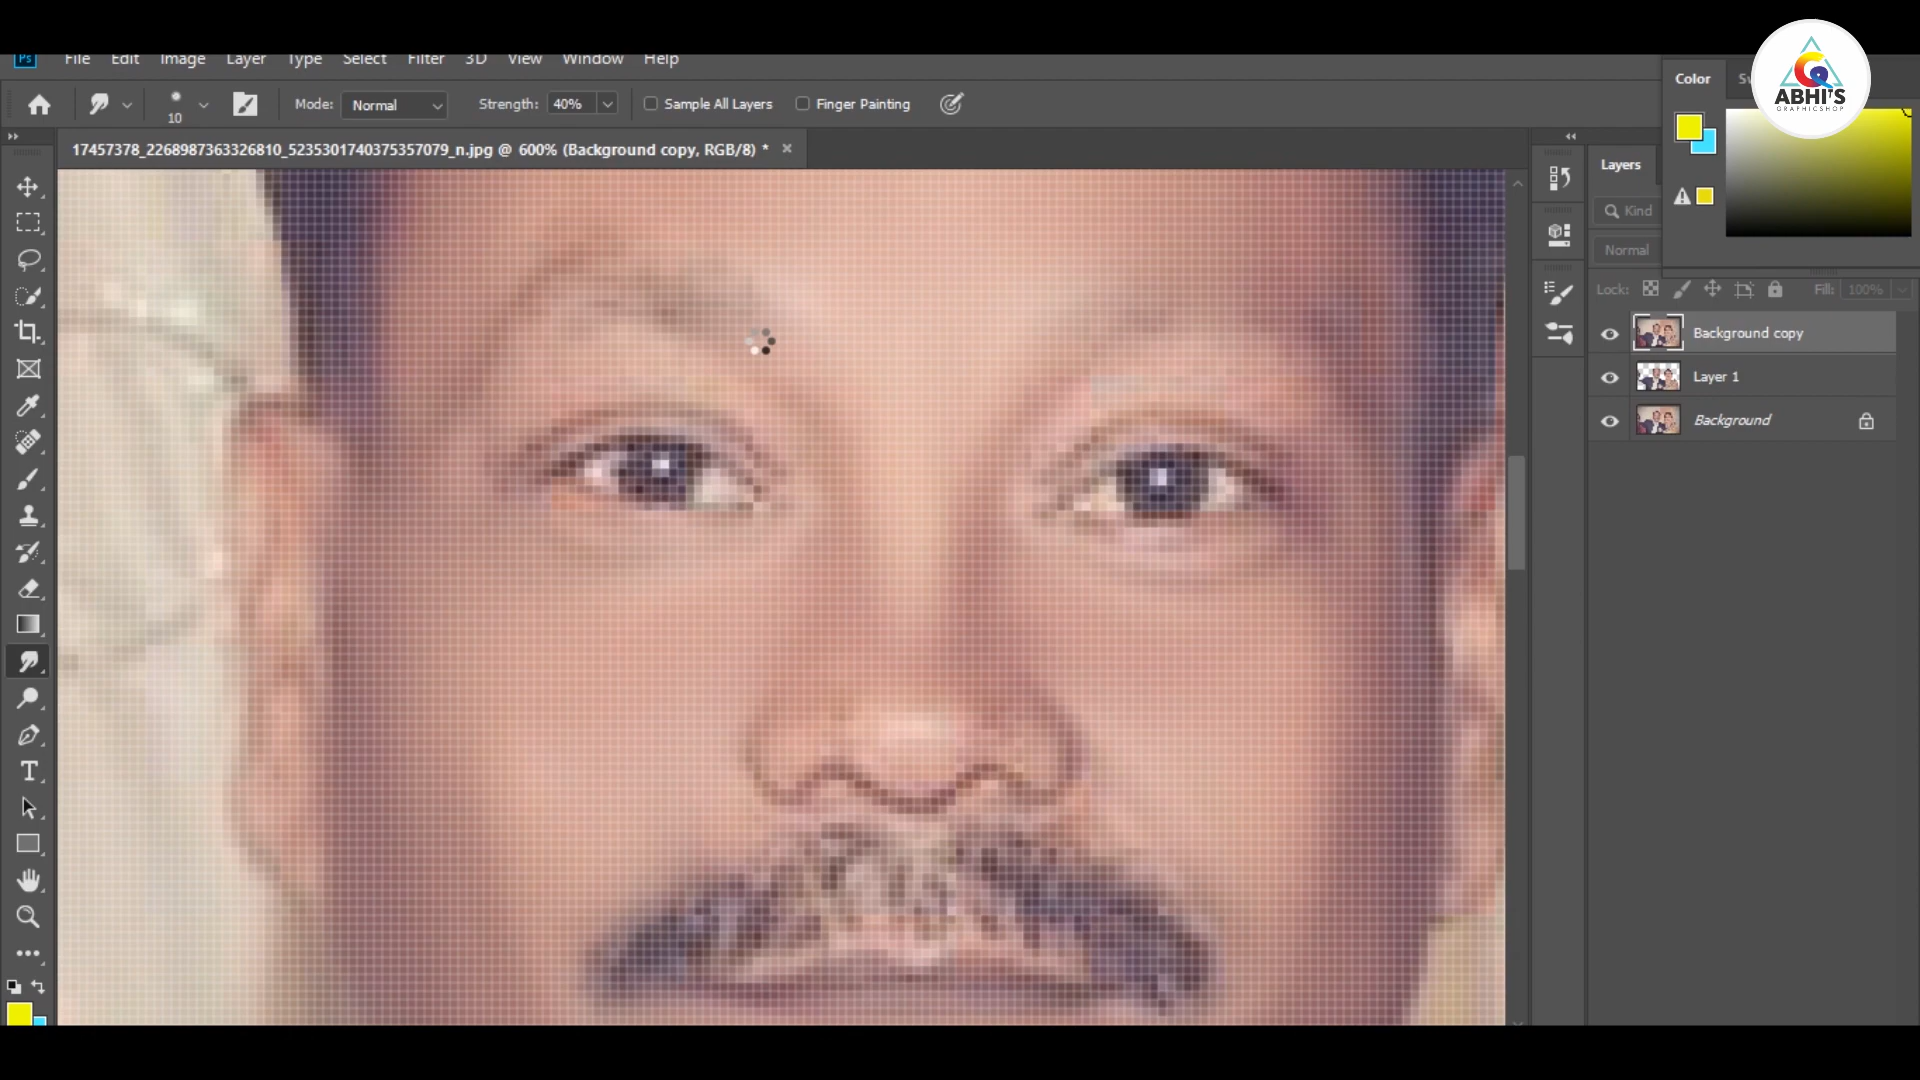 Ps File Edit Image Layer Type Select Filter 3D View Window Help
10 Mode: Normal Strength: 40% Sample All Layers Finger Painting
17457378_2268987363326810_5235301740375357079_n.jpg @ 600% (Background copy, RGB/8) *
Color
ABHI'S
GRAPHICSHOP
Layers
Kind
Normal
Lock: Fill: 100%
Background copy
Layer 1
Background